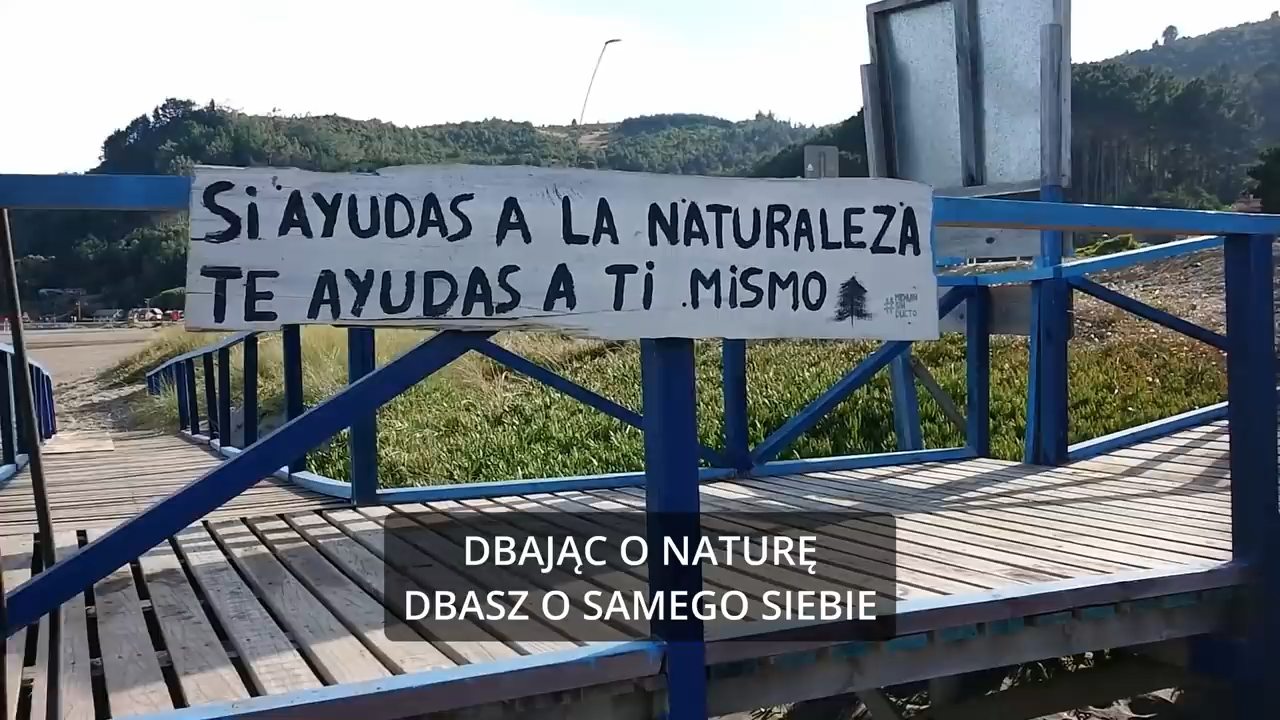 Si AYUDAS A LA NATURALEZA
TE AYUDAS A Ti MiSMO
DBAJĄC O NATURĘ
DBASZ O SAMEGO SIEBIE